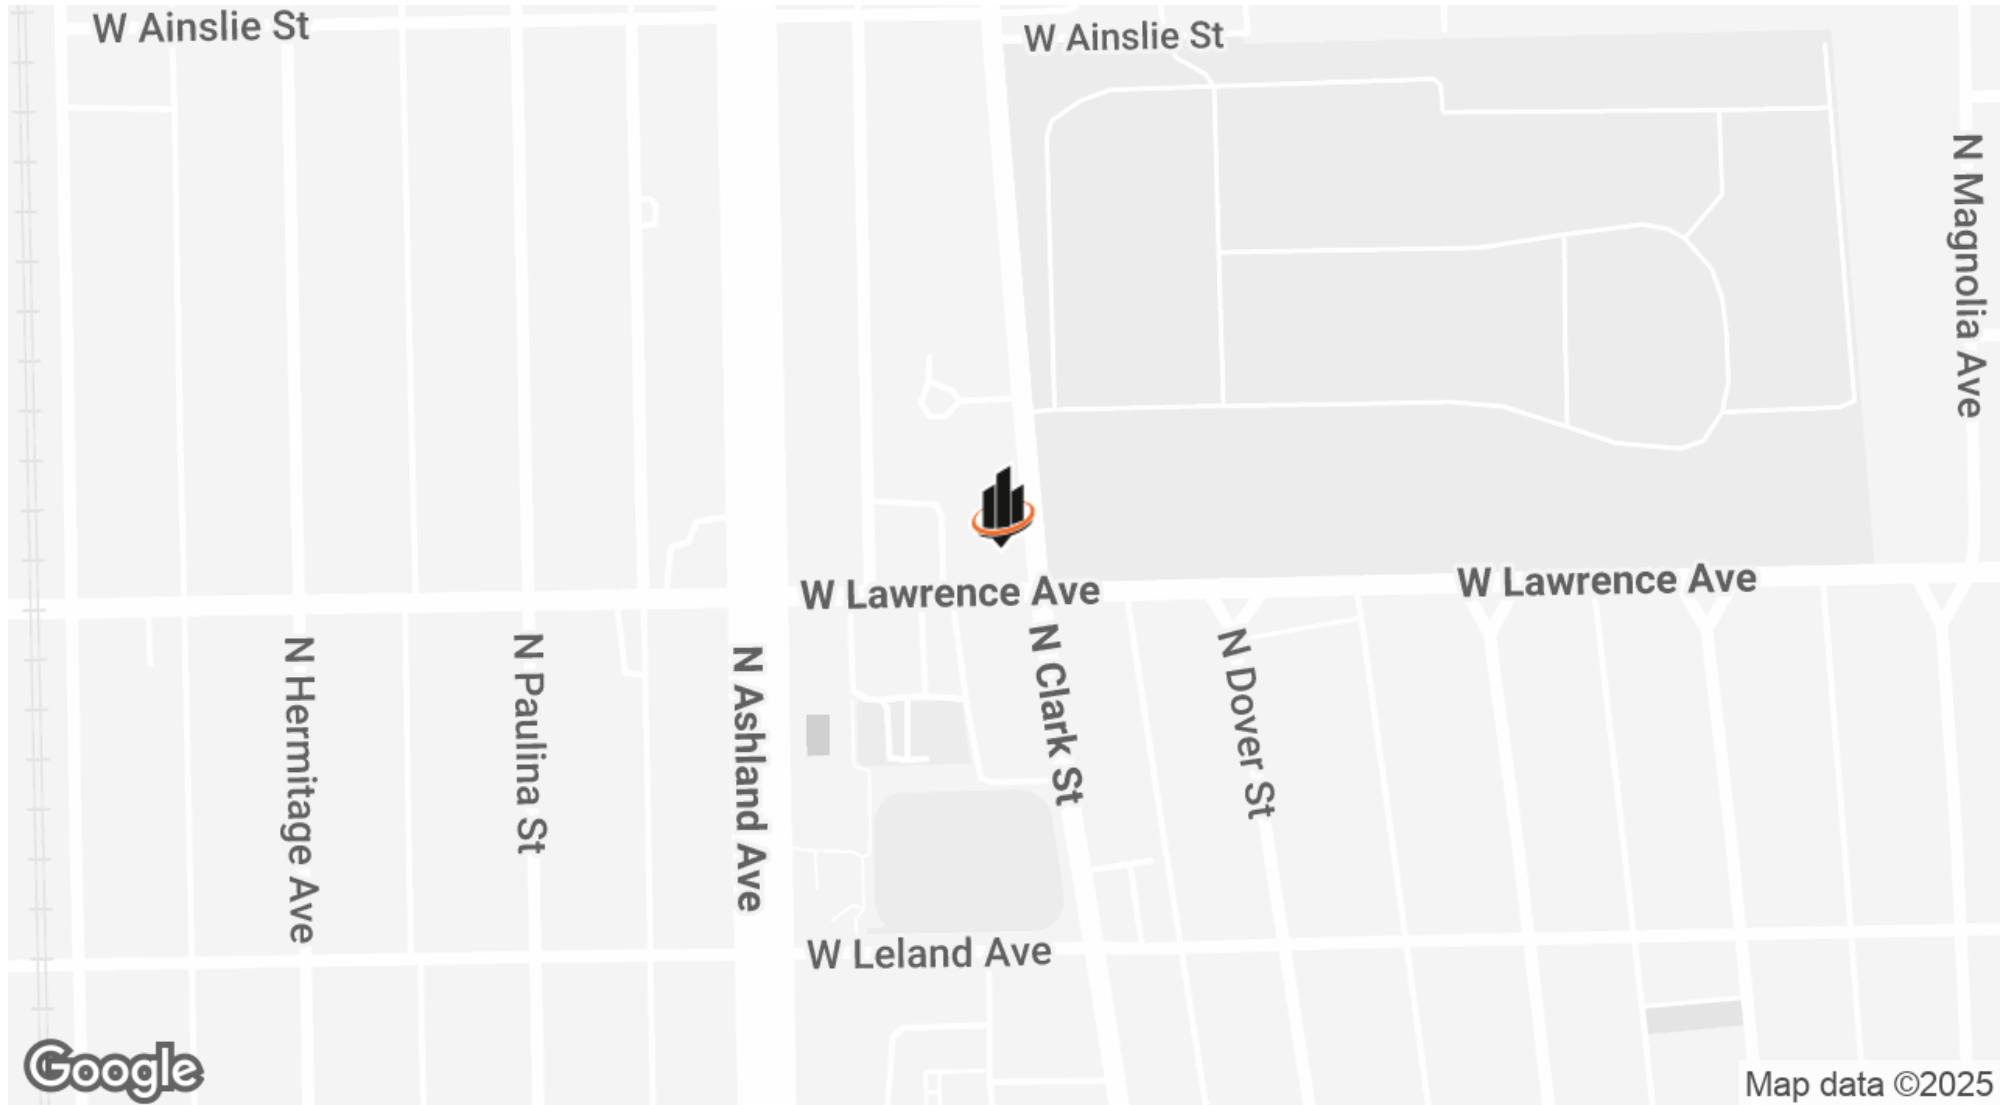 W Ainslie St
W Ainslie St
N Magnolia Ave
W Lawrence Ave
W Lawrence Ave
N Hermitage Ave
N Paulina St
N Ashland Ave
N Clark St
N Dover St
W Leland Ave
Google
Map data ©2025